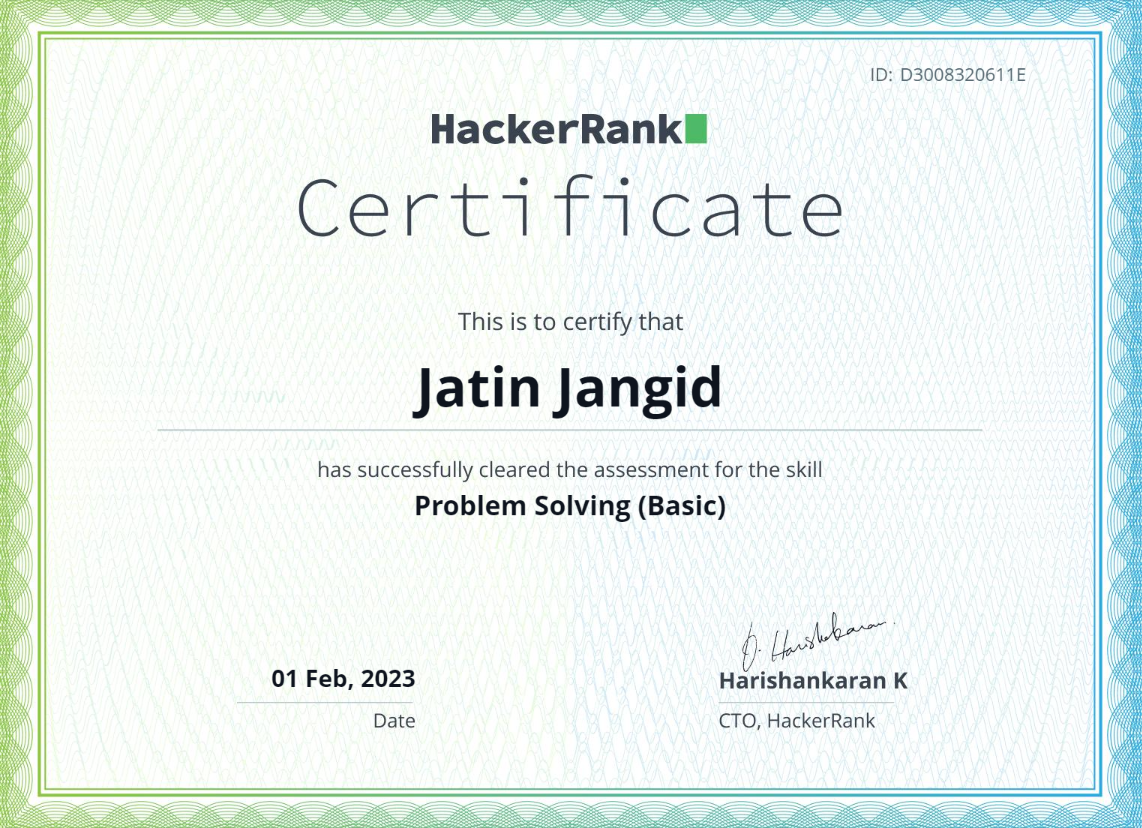 ID: D3008320611E
HackerRank
Certificate
This is to certify that
Jatin Jangid
has successfully cleared the assessment for the skill
Problem Solving (Basic)
01 Feb, 2023
Date
Harishankaran K
CTO, HackerRank